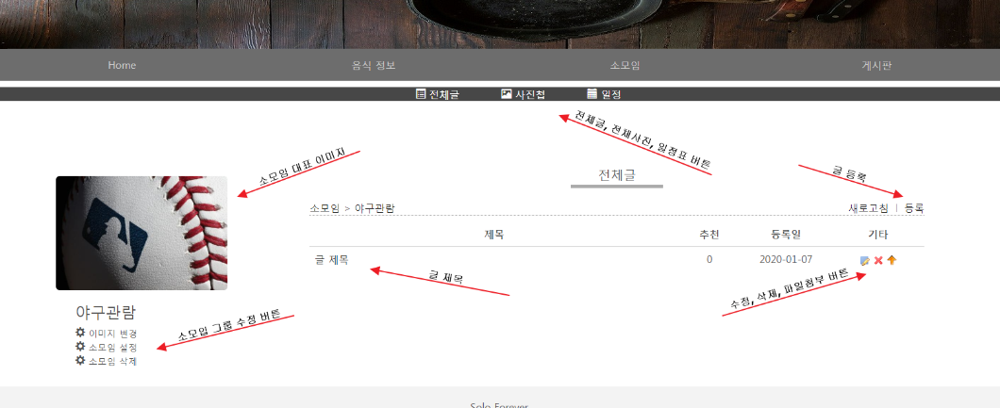 Home 음식 정보 소모임 게시판
전체글 사진첩 일정
전체글, 전체사진, 일정표 버튼
소모임 대표 이미지
전체글
글 등록
소모임 > 야구관람 새로고침 | 등록
제목 추천 등록일 기타
글 제목 0 2020-01-07
글 제목
수정, 삭제, 파일첨부 버튼
야구관람
소모임 그룹 수정 버튼
이미지 변경
소모임 설정
소모임 삭제
Solo Forever